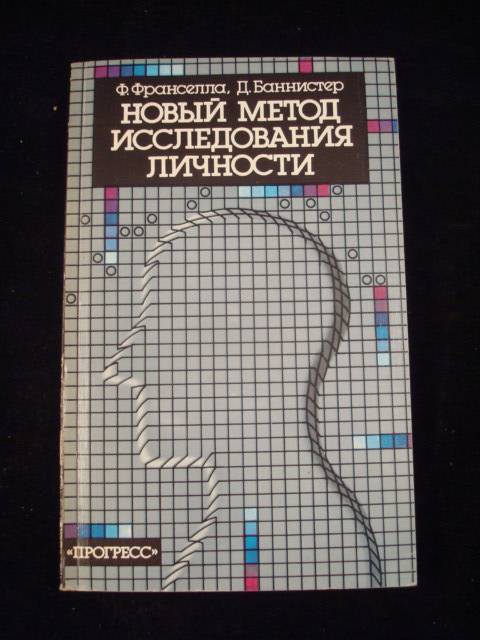 Ф. Франселла, Д. Баннистер
НОВЫЙ МЕТОД
ИССЛЕДОВАНИЯ
ЛИЧНОСТИ
«ПРОГРЕСС»